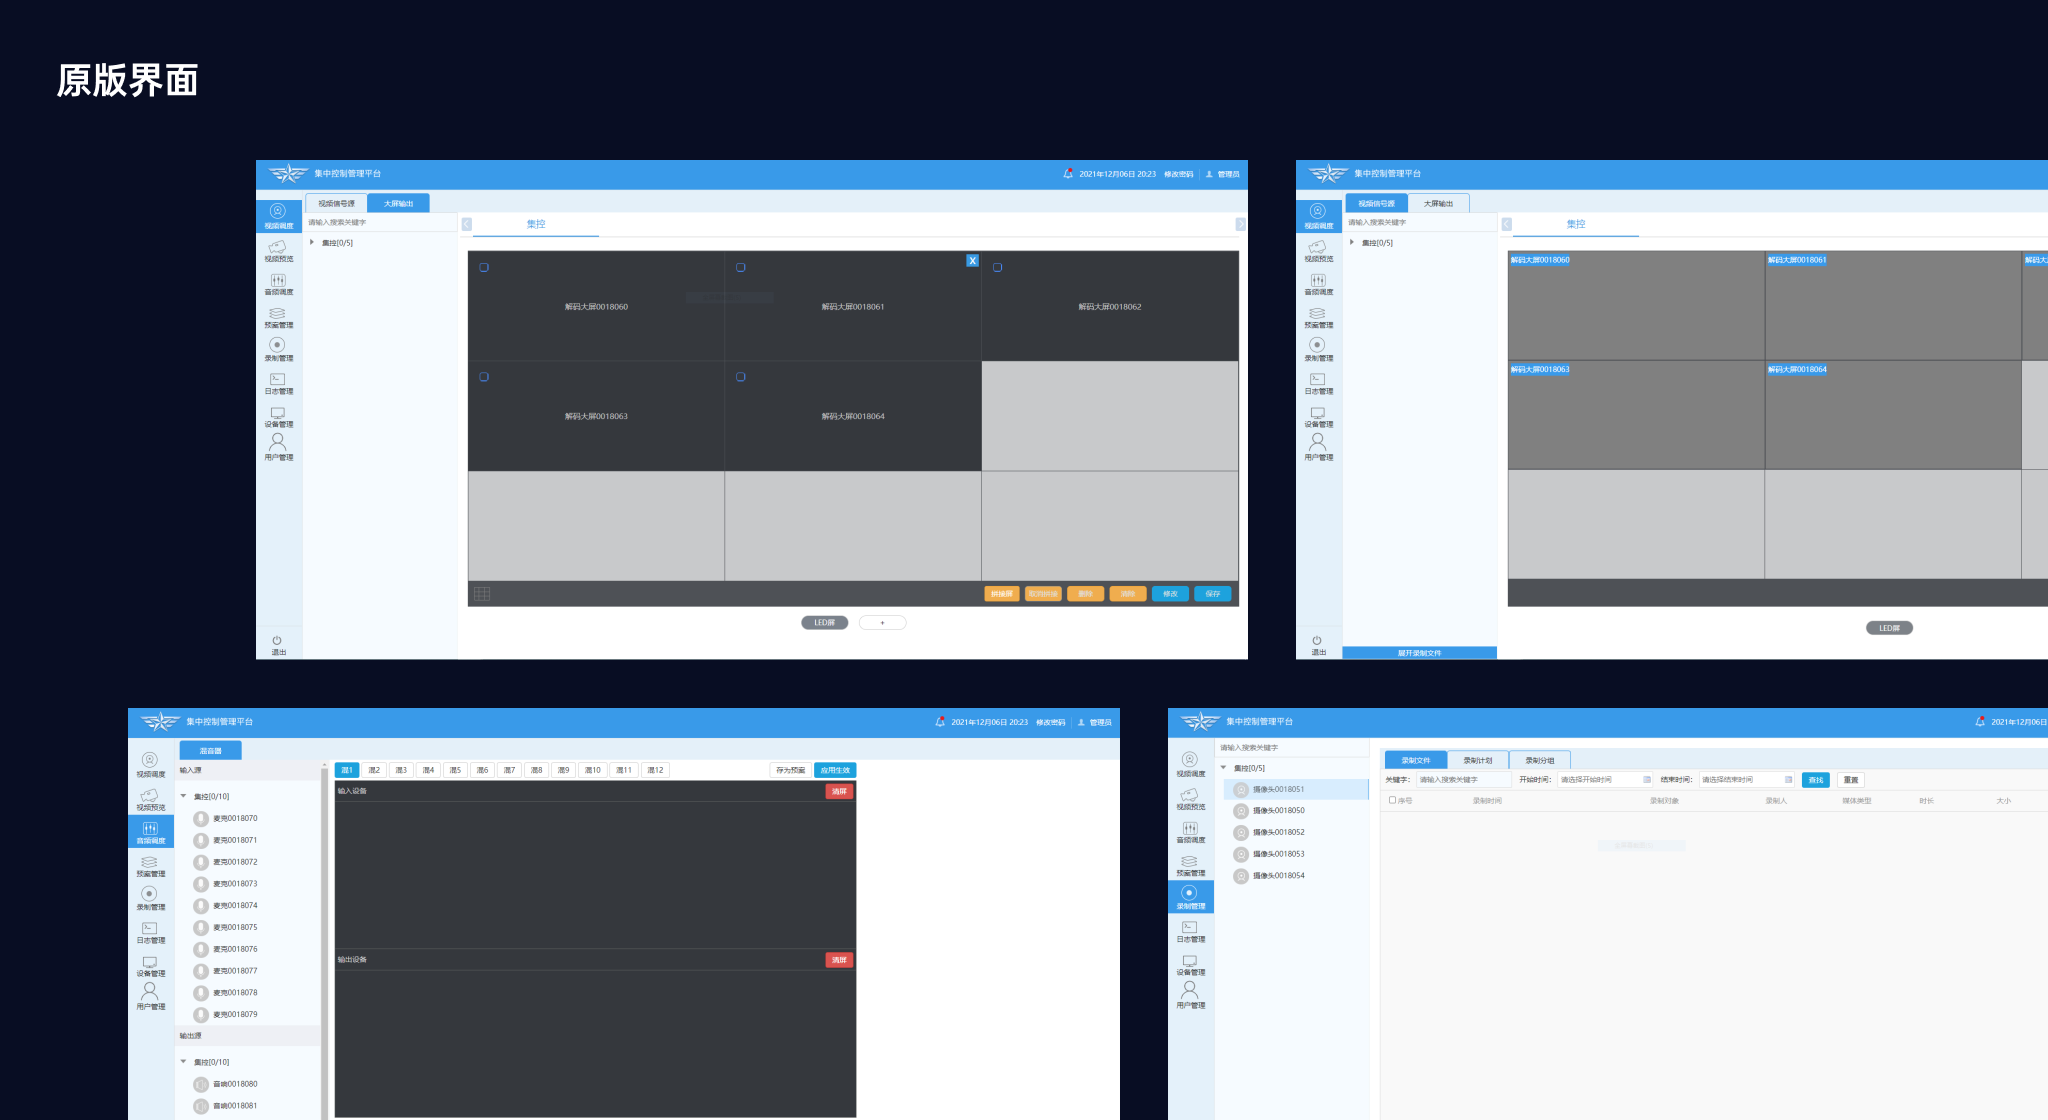 原版界面
集中控制管理平台
2021年12月06日 20:23 修改密码 管理员
视频信号源 大屏输出
请输入搜索关键字
集控[0/5]
视频调度
视频预览
音频调度
预案管理
录制管理
日志管理
设备管理
用户管理
退出
集控
X
解码大屏0018060
解码大屏0018061
解码大屏0018062
解码大屏0018063
解码大屏0018064
拼接屏 取消拼接 删除 清除 修改 保存
LED屏 +
集中控制管理平台
视频信号源 大屏输出
请输入搜索关键字
集控[0/5]
视频调度
视频预览
音频调度
预案管理
录制管理
日志管理
设备管理
用户管理
退出
展开录制文件
集控
解码大屏0018060
解码大屏0018061
解码大
解码大屏0018063
解码大屏0018064
LED屏
集中控制管理平台
2021年12月06日 20:23 修改密码 管理员
视频调度
视频预览
音频调度
预案管理
录制管理
日志管理
设备管理
用户管理
混音器
输入源
集控[0/10]
麦克0018070
麦克0018071
麦克0018072
麦克0018073
麦克0018074
麦克0018075
麦克0018076
麦克0018077
麦克0018078
麦克0018079
输出源
集控[0/10]
音响0018080
音响0018081
混1 混2 混3 混4 混5 混6 混7 混8 混9 混10 混11 混12 存为预案 应用生效
输入设备 清屏
输出设备 清屏
集中控制管理平台
2021年12月06日
视频调度
视频预览
音频调度
预案管理
录制管理
日志管理
设备管理
用户管理
请输入搜索关键字
集控[0/5]
摄像头0018051
摄像头0018050
摄像头0018052
摄像头0018053
摄像头0018054
录制文件 录制计划 录制分组
关键字: 请输入搜索关键字 开始时间: 请选择开始时间 结束时间: 请选择结束时间 查找 重置
序号 录制时间 录制对象 录制人 媒体类型 时长 大小